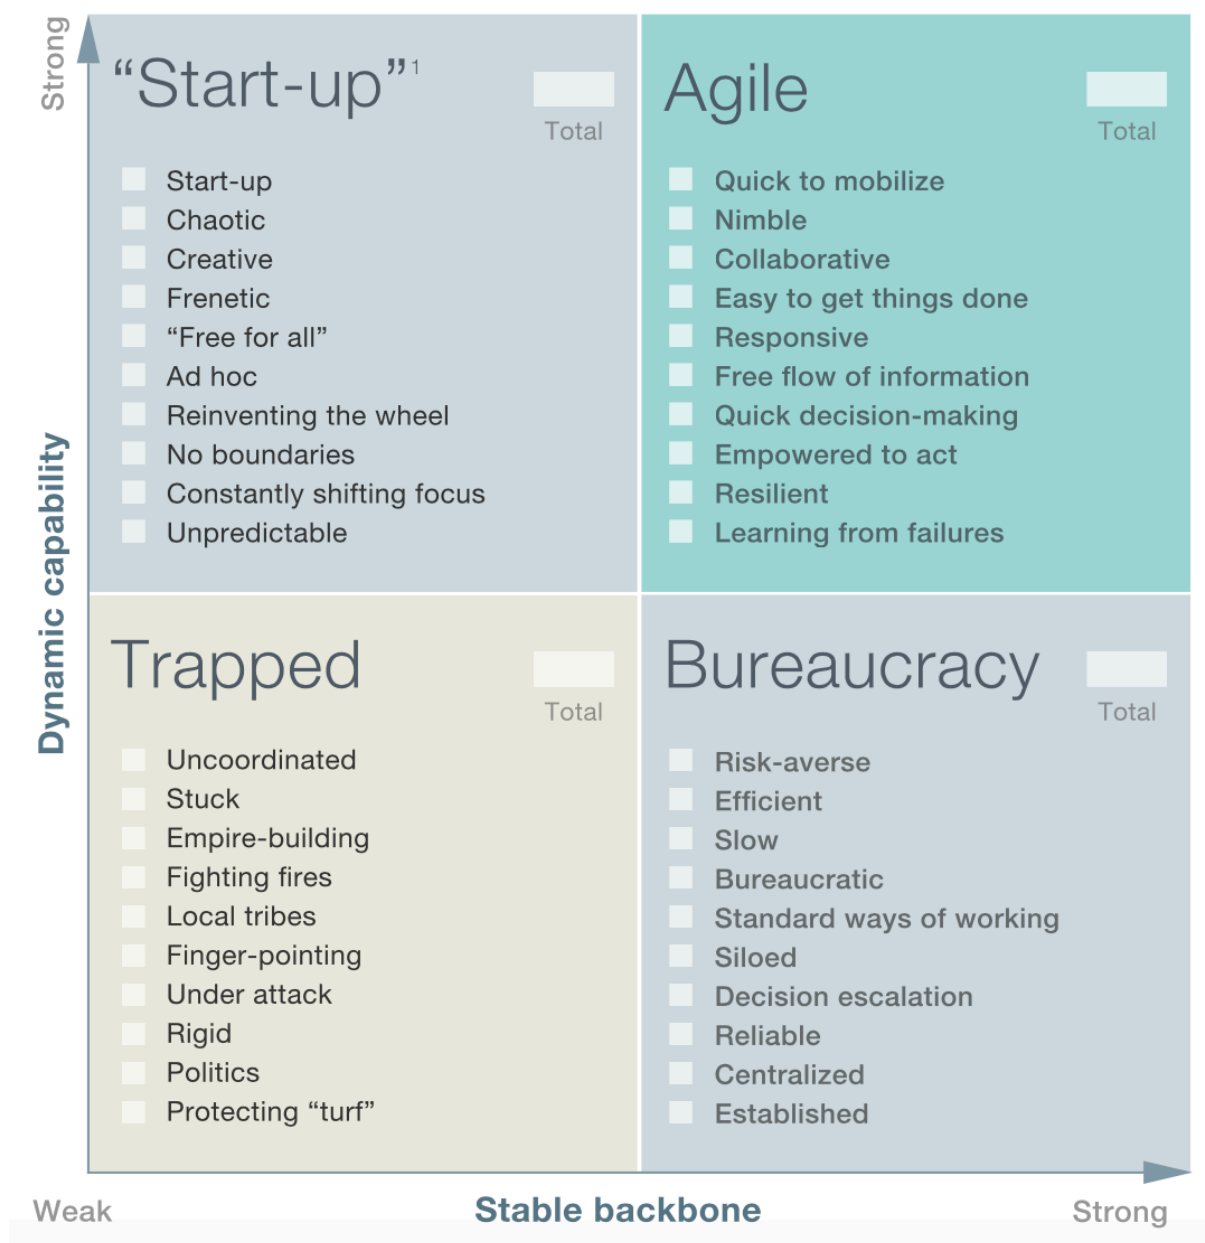 Strong
“Start-up”1
Total
Start-up
Chaotic
Creative
Frenetic
“Free for all”
Ad hoc
Reinventing the wheel
No boundaries
Constantly shifting focus
Unpredictable
Agile
Total
Quick to mobilize
Nimble
Collaborative
Easy to get things done
Responsive
Free flow of information
Quick decision-making
Empowered to act
Resilient
Learning from failures
Dynamic capability
Trapped
Total
Uncoordinated
Stuck
Empire-building
Fighting fires
Local tribes
Finger-pointing
Under attack
Rigid
Politics
Protecting “turf”
Bureaucracy
Total
Risk-averse
Efficient
Slow
Bureaucratic
Standard ways of working
Siloed
Decision escalation
Reliable
Centralized
Established
Weak
Stable backbone
Strong